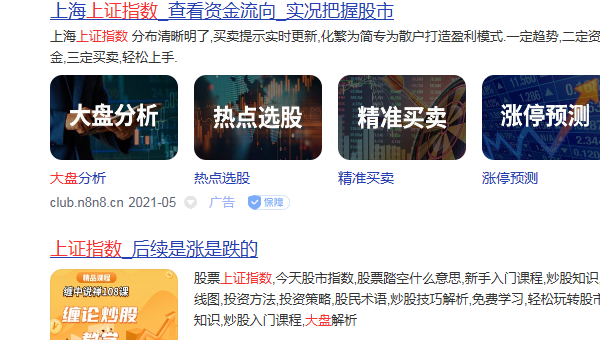 上海上证指数_查看资金流向_实况把握股市
上海上证指数 分布清晰明了,买卖提示实时更新,化繁为简专为散户打造盈利模式.一定趋势,二定资
金,三定买卖,轻松上手.
大盘分析 热点选股 精准买卖 涨停预测
大盘分析 热点选股 精准买卖 涨停预测
club.n8n8.cn 2021-05 广告 保障
上证指数_后续是涨是跌的
精品课程
缠中说禅108课
缠论炒股
教学
股票上证指数,今天股市指数,股票踏空什么意思,新手入门课程,炒股知识
线图,投资方法,投资策略,股民术语,炒股技巧解析,免费学习,轻松玩转股市
知识,炒股入门课程,大盘解析